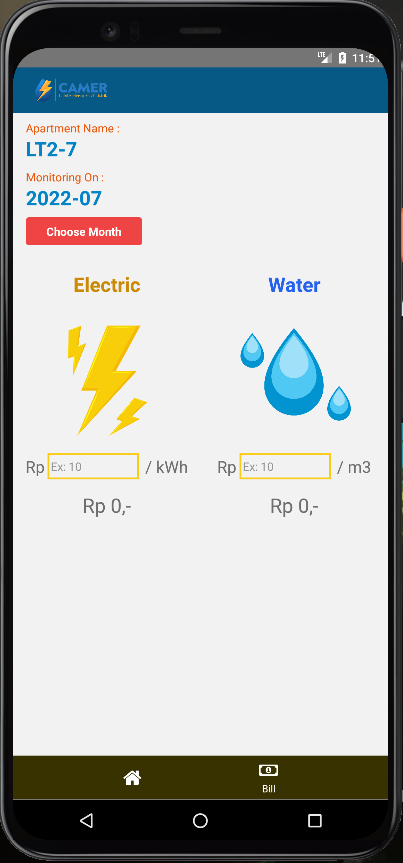 LTE
11:5
CAMER
Apartment Name :
LT2-7
Monitoring On :
2022-07
Choose Month
Electric
Water
Rp Ex: 10 / kWh
Rp Ex: 10 / m3
Rp 0,-
Rp 0,-
Bill